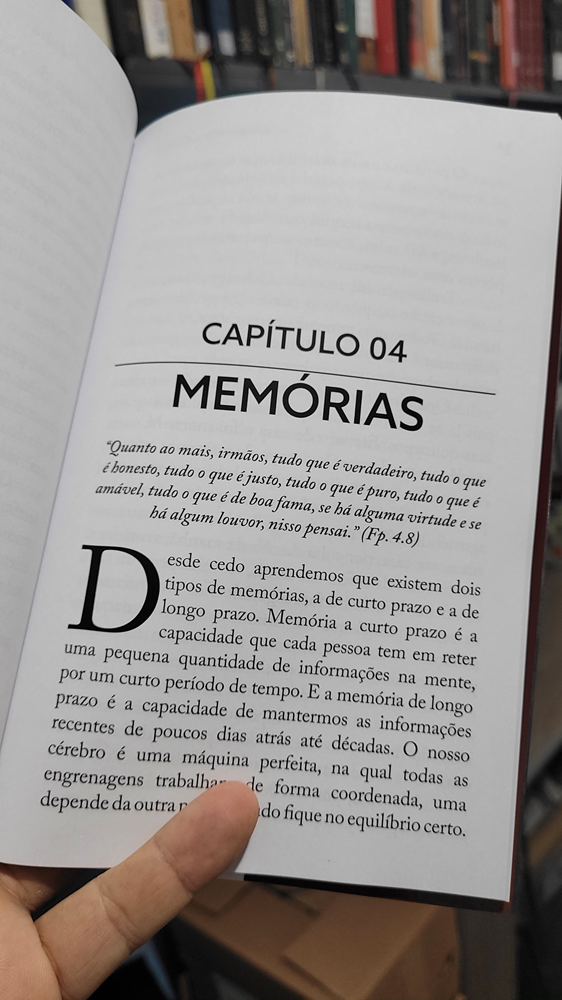 CAPÍTULO 04
MEMÓRIAS
“Quanto ao mais, irmãos, tudo que é verdadeiro, tudo o que
é honesto, tudo o que é justo, tudo o que é puro, tudo o que é
amável, tudo o que é de boa fama, se há alguma virtude e se
há algum louvor, nisso pensai.” (Fp. 4.8)
Desde cedo aprendemos que existem dois
tipos de memórias, a de curto prazo e a de
longo prazo. Memória a curto prazo é a
capacidade que cada pessoa tem em reter
uma pequena quantidade de informações na mente,
por um curto período de tempo. E a memória de longo
prazo é a capacidade de mantermos as informações
recentes de poucos dias atrás até décadas. O nosso
cérebro é uma máquina perfeita, na qual todas as
engrenagens trabalham de forma coordenada, uma
depende da outra fique no equilíbrio certo.